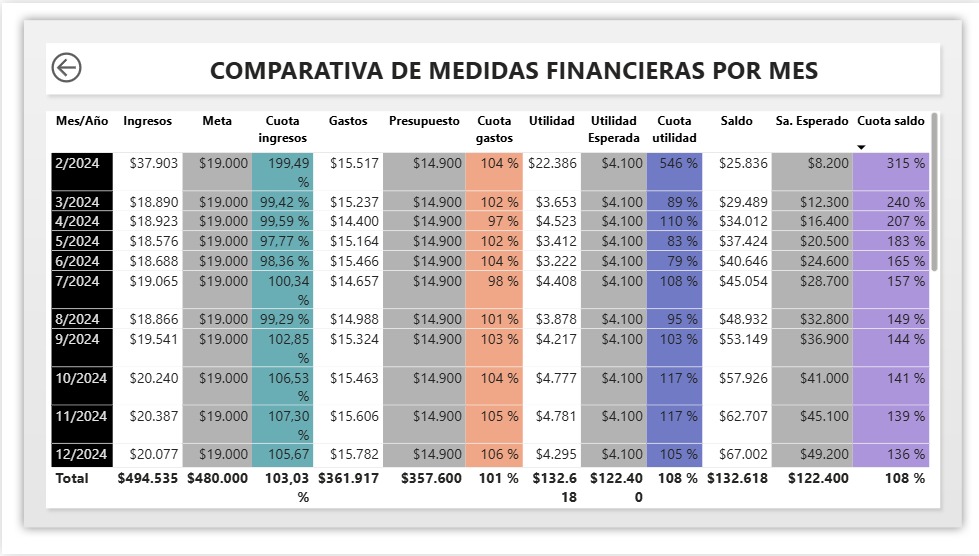 COMPARATIVA DE MEDIDAS FINANCIERAS POR MES
Mes/Año Ingresos Meta Cuota ingresos Gastos Presupuesto Cuota gastos Utilidad Utilidad Esperada Cuota utilidad Saldo Sa. Esperado Cuota saldo
2/2024 $37.903 $19.000 199,49 % $15.517 $14.900 104 % $22.386 $4.100 546 % $25.836 $8.200 315 %
3/2024 $18.890 $19.000 99,42 % $15.237 $14.900 102 % $3.653 $4.100 89 % $29.489 $12.300 240 %
4/2024 $18.923 $19.000 99,59 % $14.400 $14.900 97 % $4.523 $4.100 110 % $34.012 $16.400 207 %
5/2024 $18.576 $19.000 97,77 % $15.164 $14.900 102 % $3.412 $4.100 83 % $37.424 $20.500 183 %
6/2024 $18.688 $19.000 98,36 % $15.466 $14.900 104 % $3.222 $4.100 79 % $40.646 $24.600 165 %
7/2024 $19.065 $19.000 100,34 % $14.657 $14.900 98 % $4.408 $4.100 108 % $45.054 $28.700 157 %
8/2024 $18.866 $19.000 99,29 % $14.988 $14.900 101 % $3.878 $4.100 95 % $48.932 $32.800 149 %
9/2024 $19.541 $19.000 102,85 % $15.324 $14.900 103 % $4.217 $4.100 103 % $53.149 $36.900 144 %
10/2024 $20.240 $19.000 106,53 % $15.463 $14.900 104 % $4.777 $4.100 117 % $57.926 $41.000 141 %
11/2024 $20.387 $19.000 107,30 % $15.606 $14.900 105 % $4.781 $4.100 117 % $62.707 $45.100 139 %
12/2024 $20.077 $19.000 105,67 $15.782 $14.900 106 % $4.295 $4.100 105 % $67.002 $49.200 136 %
Total $494.535 $480.000 103,03 % $361.917 $357.600 101 % $132.618 $122.400 108 % $132.618 $122.400 108 %